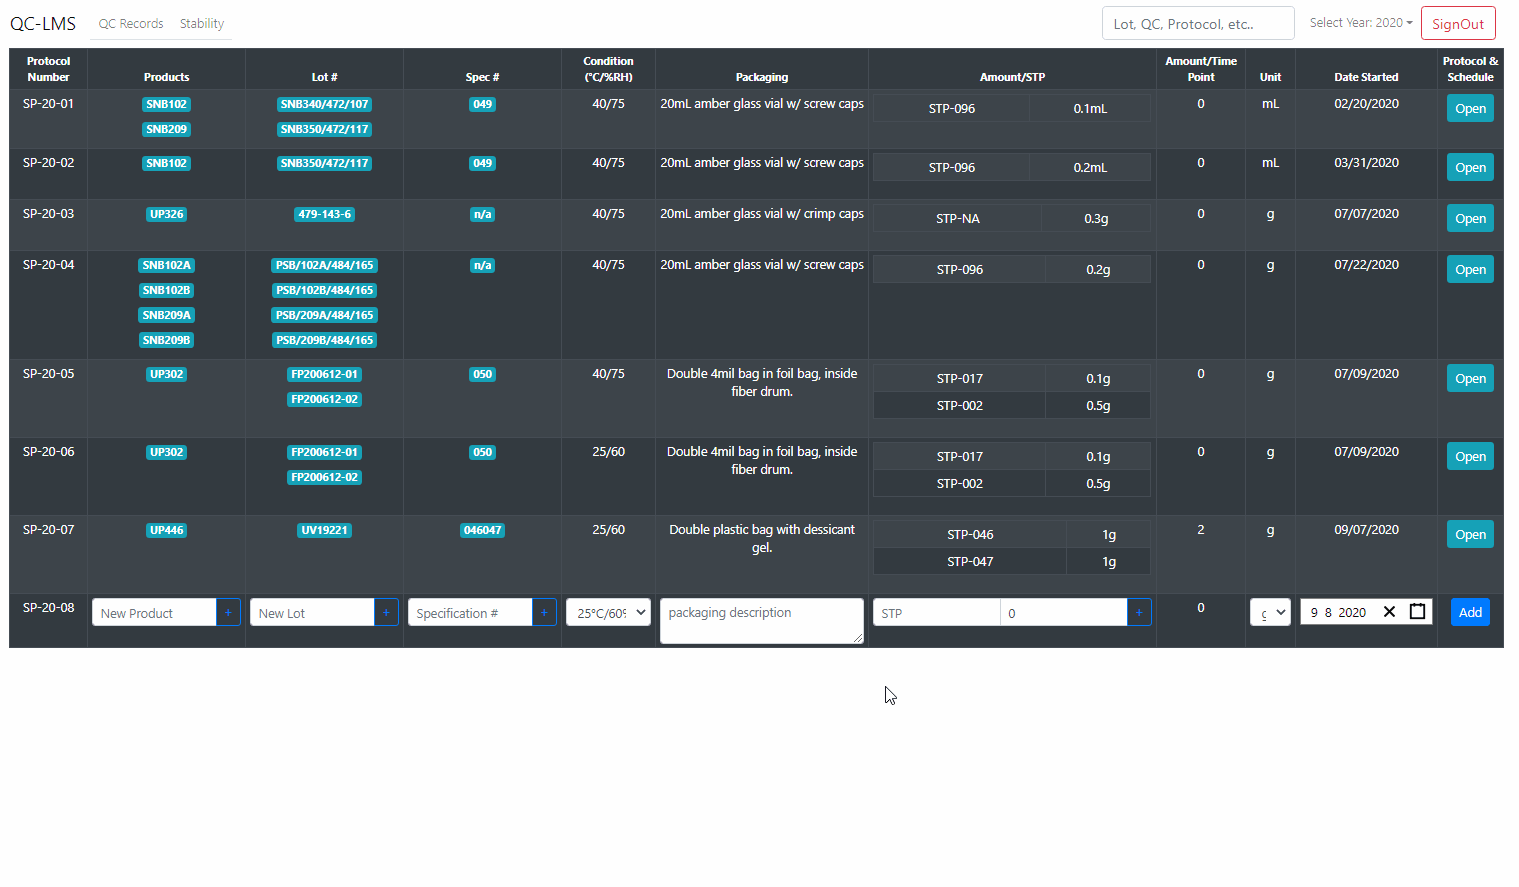 QC-LMS QC Records Stability Lot, QC, Protocol, etc.. Select Year: 2020 SignOut
Protocol Number Products Lot # Spec # Condition (°C/%RH) Packaging Amount/STP Amount/Time Point Unit Date Started Protocol & Schedule
SP-20-01 SNB102 SNB340/472/107 049 40/75 20mL amber glass vial w/ screw caps STP-096 0.1mL 0 mL 02/20/2020 Open
SNB209 SNB350/472/117
SP-20-02 SNB102 SNB350/472/117 049 40/75 20mL amber glass vial w/ screw caps STP-096 0.2mL 0 mL 03/31/2020 Open
SP-20-03 UP326 479-143-6 n/a 40/75 20mL amber glass vial w/ crimp caps STP-NA 0.3g 0 g 07/07/2020 Open
SP-20-04 SNB102A PSB/102A/484/165 n/a 40/75 20mL amber glass vial w/ screw caps STP-096 0.2g 0 g 07/22/2020 Open
SNB102B PSB/102B/484/165
SNB209A PSB/209A/484/165
SNB209B PSB/209B/484/165
SP-20-05 UP302 FP200612-01 050 40/75 Double 4mil bag in foil bag, inside STP-017 0.1g 0 g 07/09/2020 Open
FP200612-02 fiber drum. STP-002 0.5g
SP-20-06 UP302 FP200612-01 050 25/60 Double 4mil bag in foil bag, inside STP-017 0.1g 0 g 07/09/2020 Open
FP200612-02 fiber drum. STP-002 0.5g
SP-20-07 UP446 UV19221 046047 25/60 Double plastic bag with dessicant STP-046 1g 2 g 09/07/2020 Open
gel. STP-047 1g
SP-20-08 New Product + New Lot + Specification # + 25°C/60% packaging description STP 0 + 0 g 9 8 2020 Add